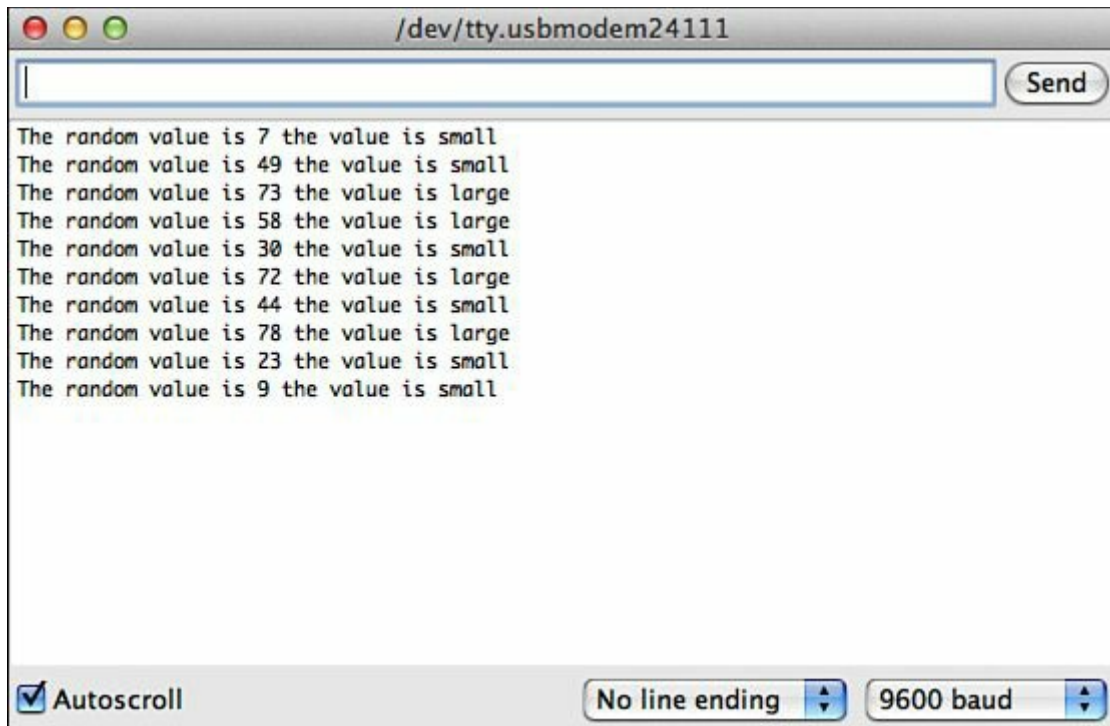 /dev/tty.usbmodem24111
Send
The random value is 7 the value is small
The random value is 49 the value is small
The random value is 73 the value is large
The random value is 58 the value is large
The random value is 30 the value is small
The random value is 72 the value is large
The random value is 44 the value is small
The random value is 78 the value is large
The random value is 23 the value is small
The random value is 9 the value is small
Autoscroll
No line ending
9600 baud